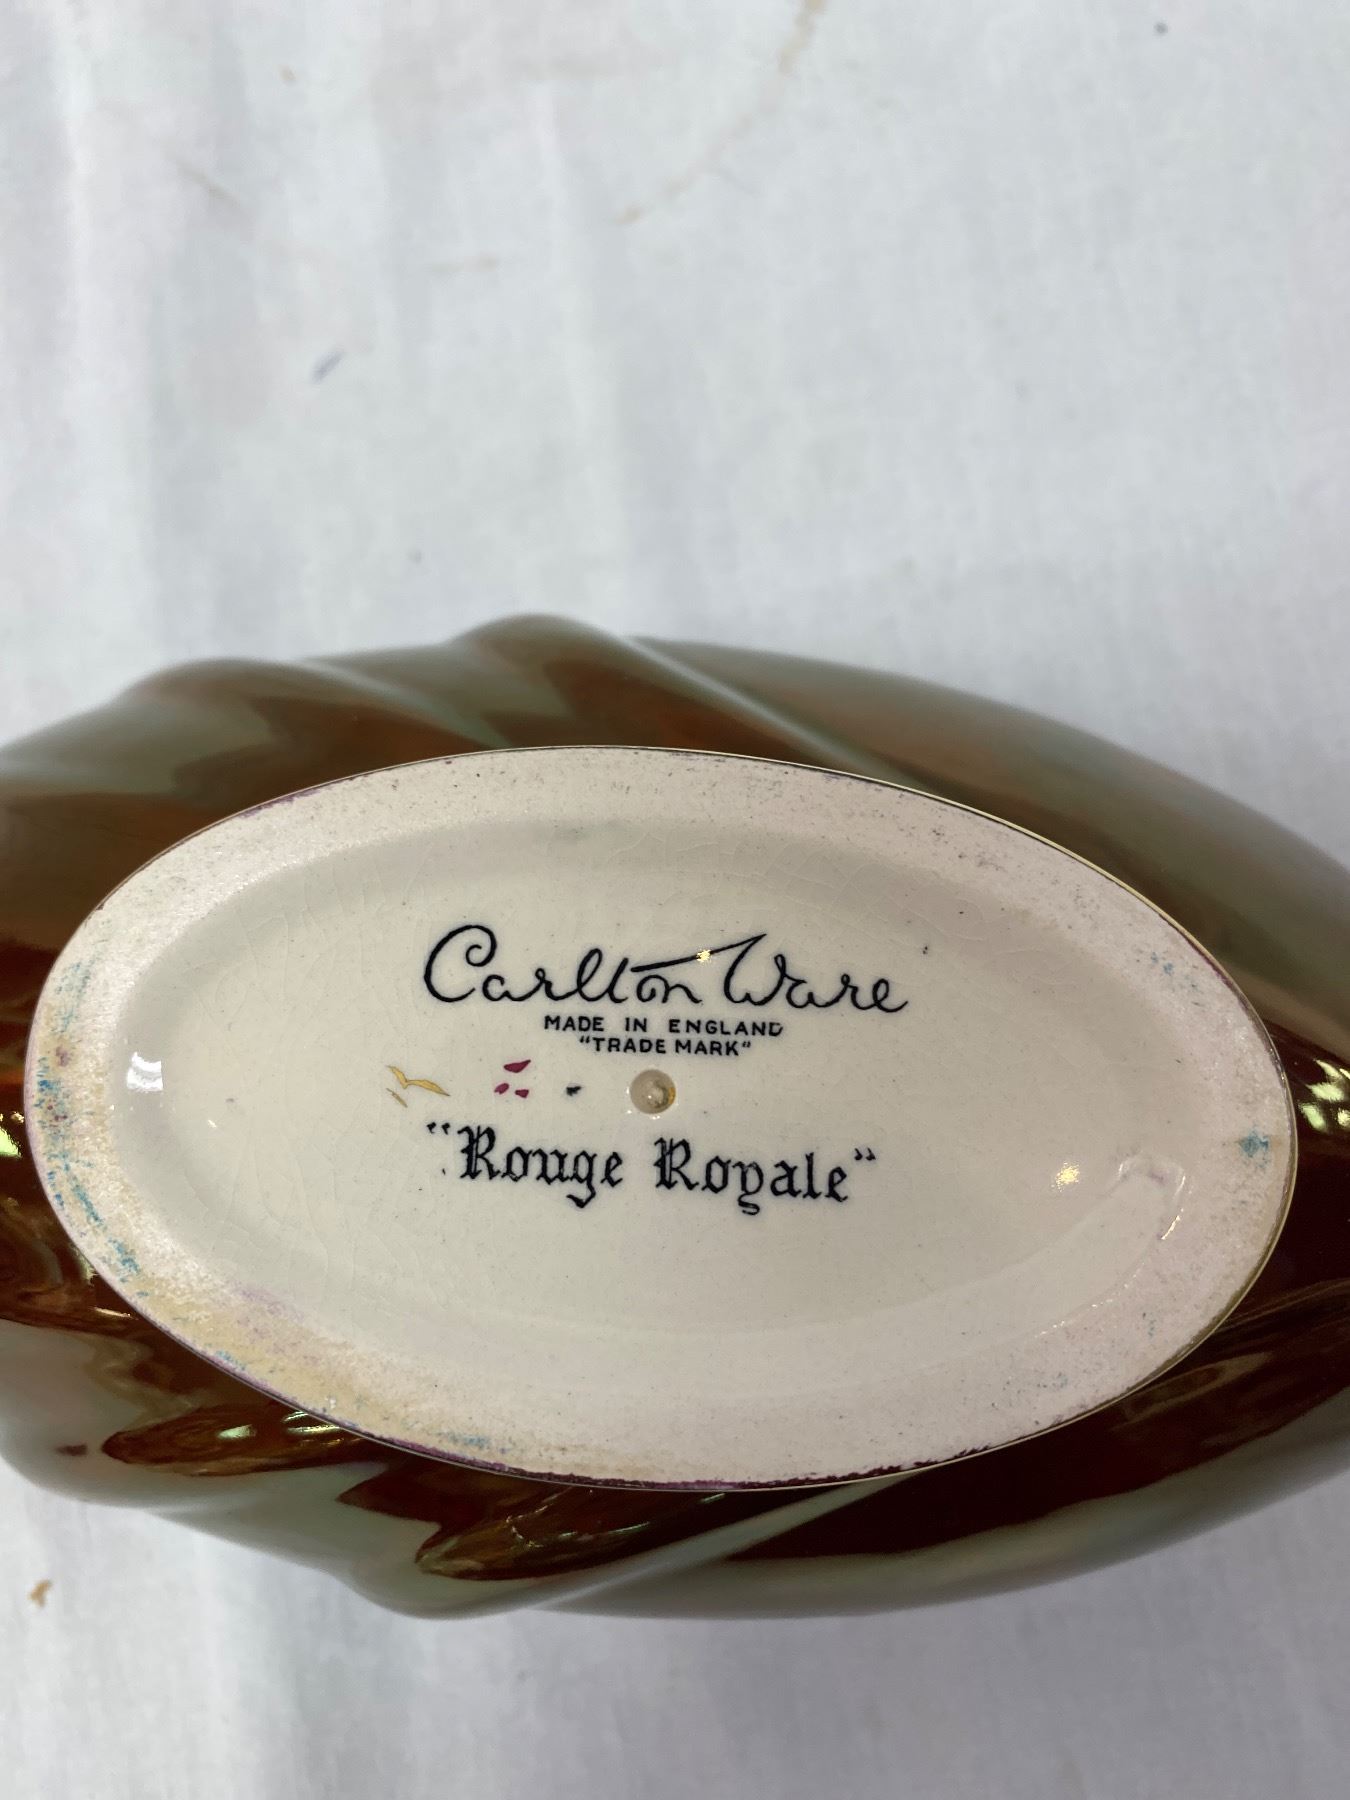 Carlton Ware
MADE IN ENGLAND
"TRADE MARK"
"Rouge Royale"